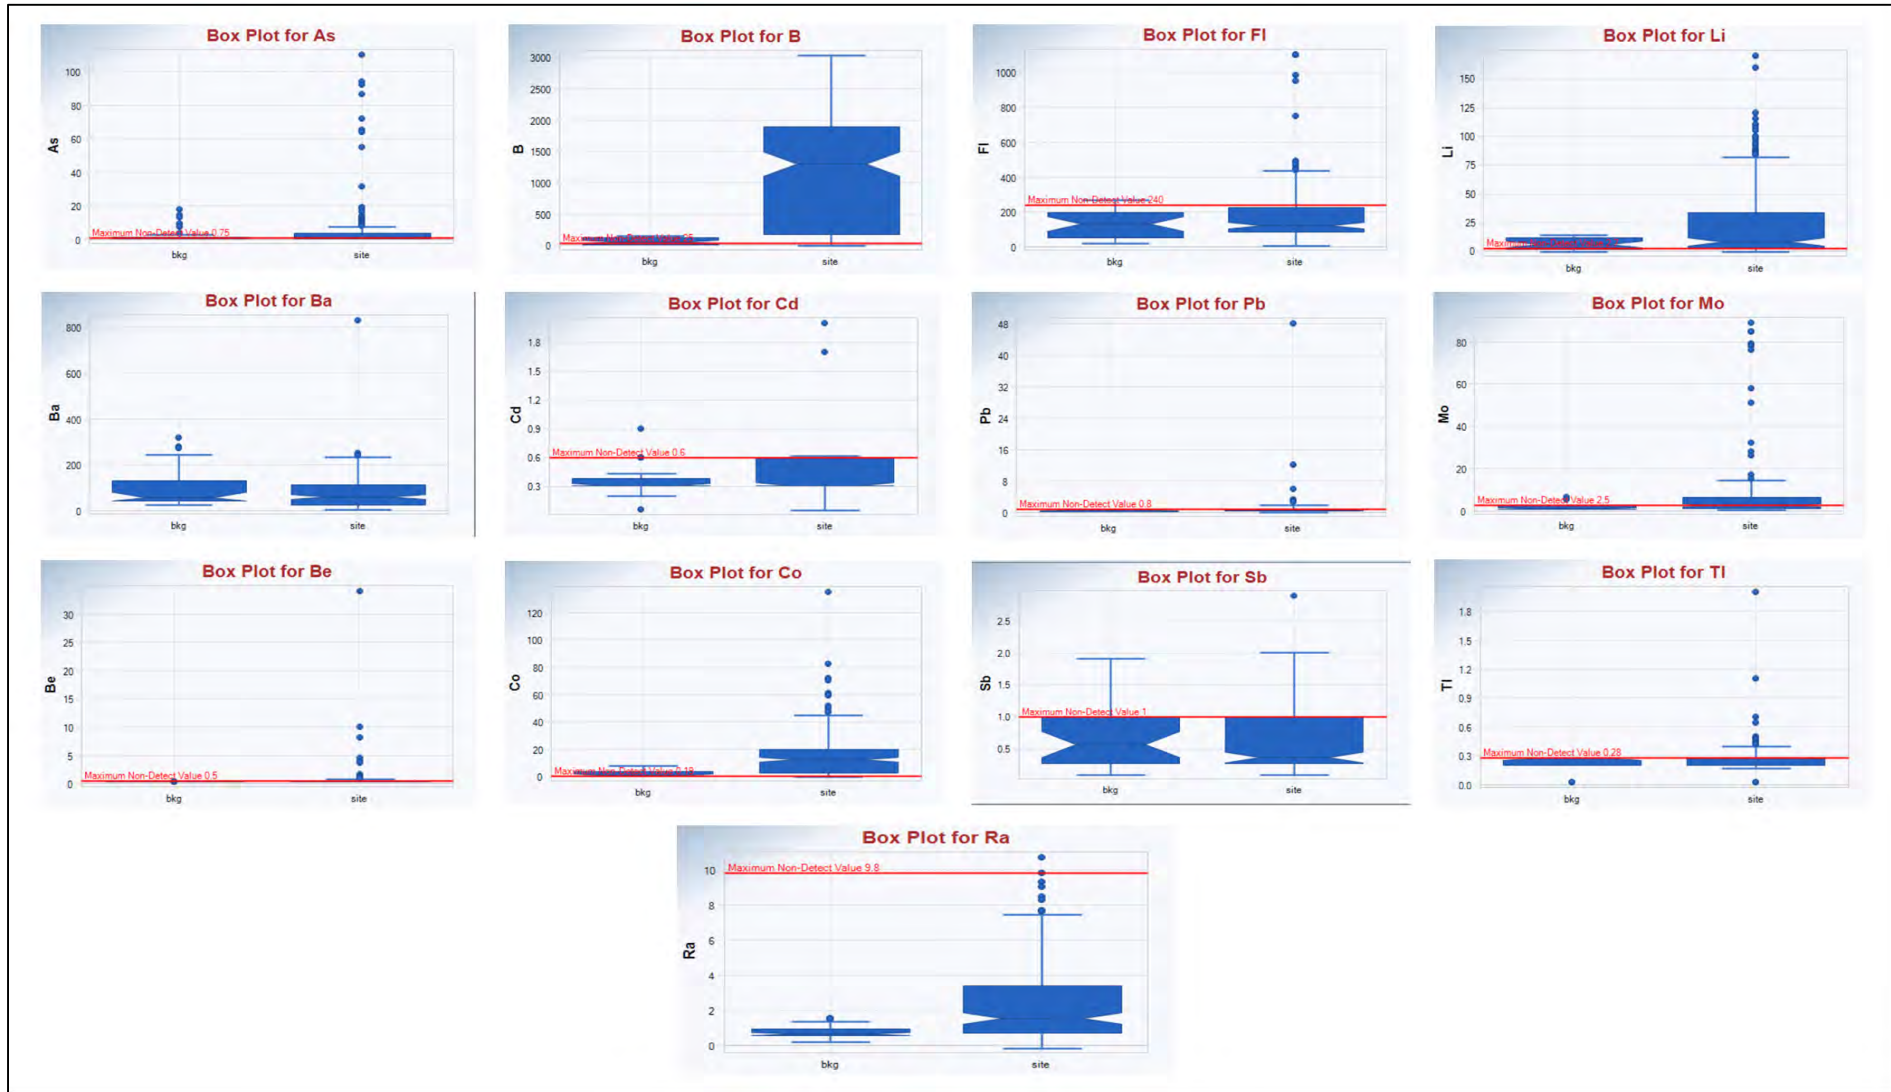 Box Plot for As
100
80
60
40
20
0
As
Maximum Non-Detect Value 0.75
bkg
site
Box Plot for B
3000
2500
2000
1500
1000
500
0
B
Maximum Non-Detect Value
bkg
site
Box Plot for Fl
1000
800
600
400
200
0
Fl
Maximum Non-Detect Value 240
bkg
site
Box Plot for Li
150
125
100
75
50
25
0
Li
Maximum
bkg
site
Box Plot for Ba
800
600
400
200
0
Ba
bkg
site
Box Plot for Cd
1.8
1.5
1.2
0.9
0.6
0.3
Cd
Maximum Non-Detect Value 0.6
bkg
site
Box Plot for Pb
48
40
32
24
16
8
0
Pb
Maximum Non-Detect Value 0.8
bkg
site
Box Plot for Mo
80
60
40
20
0
Mo
Maximum Non-Detect Value 2.5
bkg
site
Box Plot for Be
30
25
20
15
10
5
0
Be
Maximum Non-Detect Value 0.5
bkg
site
Box Plot for Co
120
100
80
60
40
20
0
Co
Maximum Non-Detect Value 0.18
bkg
site
Box Plot for Sb
2.5
2.0
1.5
1.0
0.5
Sb
Maximum Non-Detect Value 1
bkg
site
Box Plot for Tl
1.8
1.5
1.2
0.9
0.6
0.3
0.0
Tl
Maximum Non-Detect Value 0.28
bkg
site
Box Plot for Ra
10
8
6
4
2
0
Ra
Maximum Non-Detect Value 9.8
bkg
site